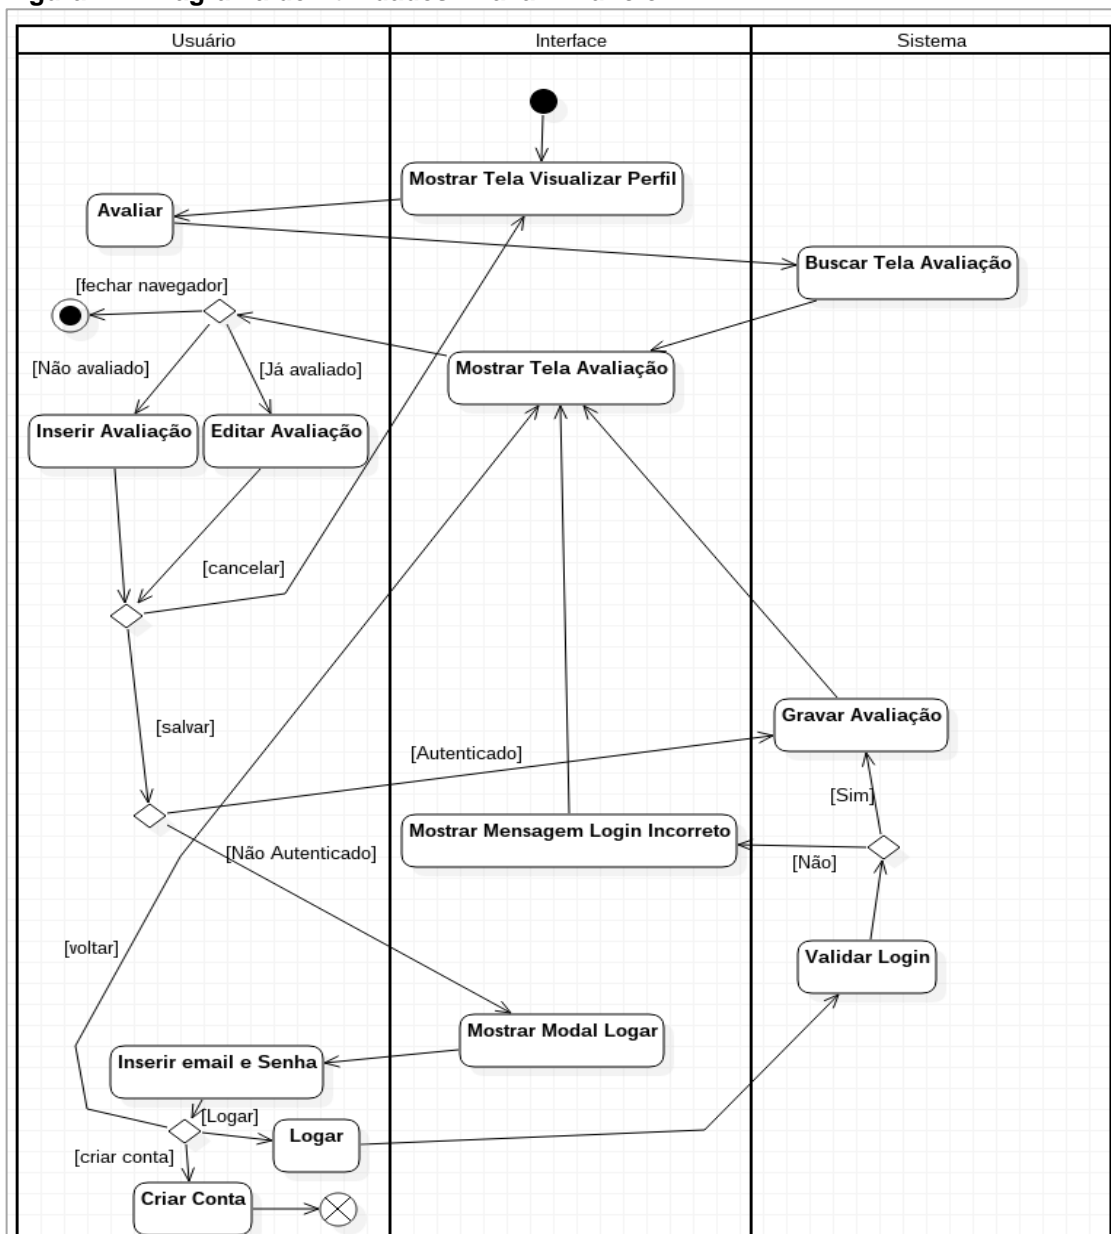 Usuário
Interface
Sistema
Mostrar Tela Visualizar Perfil
Avaliar
Buscar Tela Avaliação
[fechar navegador]
Mostrar Tela Avaliação
[Não avaliado]
[Já avaliado]
Inserir Avaliação
Editar Avaliação
[cancelar]
[salvar]
Gravar Avaliação
[Autenticado]
[Sim]
Mostrar Mensagem Login Incorreto
[Não Autenticado]
[Não]
[voltar]
Validar Login
Mostrar Modal Logar
Inserir email e Senha
[Logar]
Logar
[criar conta]
Criar Conta